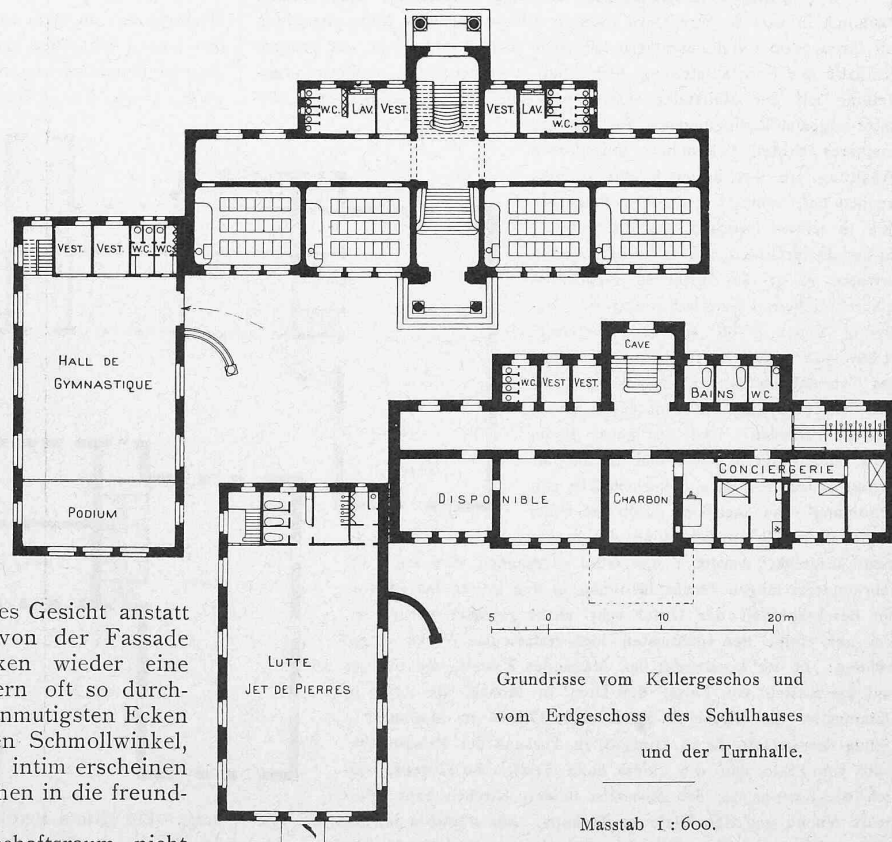 W.C.
LAV.
VEST.
VEST.
LAV.
W.C.
VEST.
VEST.
W.C.
W.C.
HALL DE
GYMNASTIQUE
PODIUM
CAVE
W.C.
VEST
VEST.
BAINS
W.C.
CONCIERGERIE
DISPONIBLE
CHARBON
LUTTE
JET DE PIERRES
5 0 10 20m
Grundrisse vom Kellergeschos und
vom Erdgeschoss des Schulhauses
und der Turnhalle.
Masstab 1 : 600.
es Gesicht anstatt
von der Fassade
ken wieder eine
ern oft so durch-
nmutigsten Ecken
en Schmollwinkel,
intim erscheinen
nen in die freund-